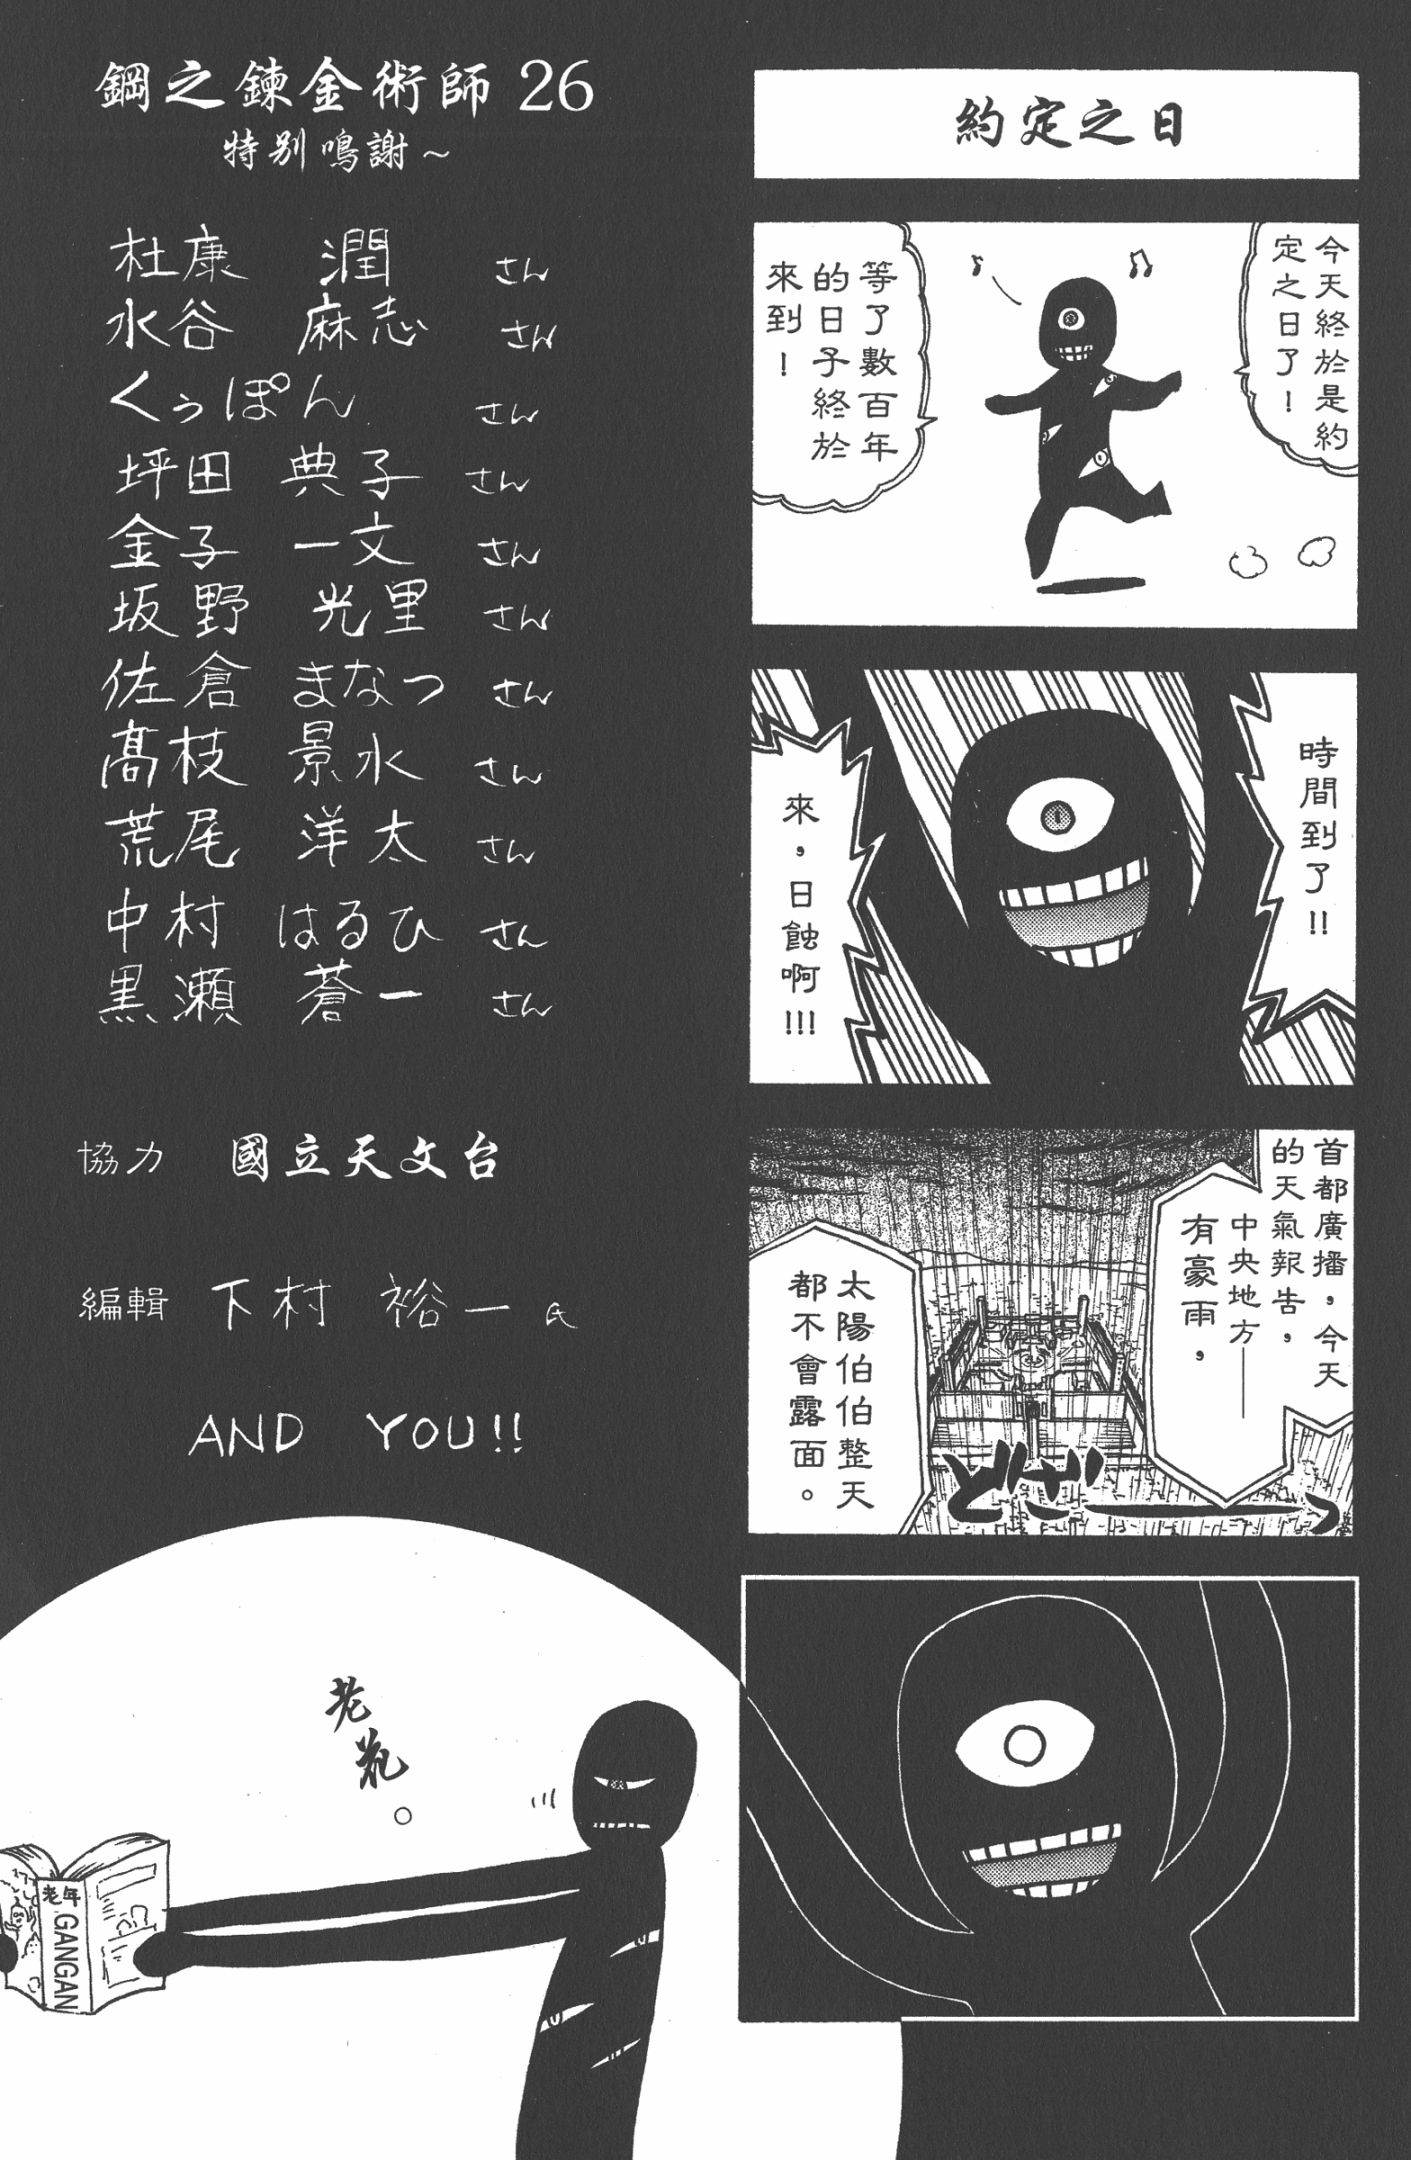 鋼之鍊金術師 26
特別鳴謝～
杜康 潤 さん
水谷 麻志 さん
くぅぽん さん
坪田 典子 さん
金子 一文 さん
坂野 光里 さん
佐倉 まなつ さん
髙枝 景水 さん
荒尾 洋太 さん
中村 はるひ さん
黒瀬 蒼一 さん
協力 國立天文台
編輯 下村 裕一 氏
AND YOU!!
老花。
老年 GANGAN
約定之日
今天終於是約
定之日了！
等了數百年
的日子終於
來到！
時間到了!!
來，日蝕啊!!!
首都廣播，今天
的天氣報告，
中央地方──
有豪雨，
太陽伯伯整天
都不會露面。
どざーっ